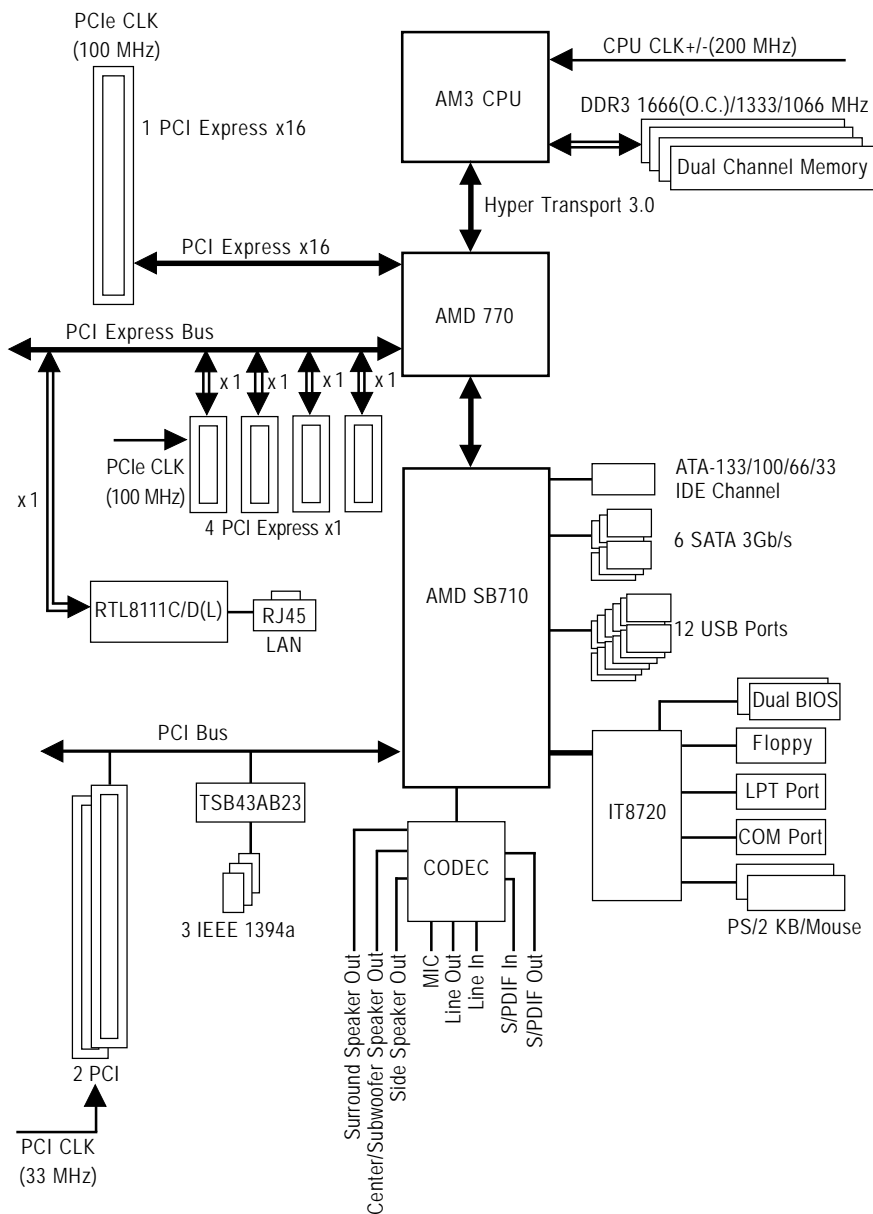 PCIe CLK
(100 MHz)
1 PCI Express x16
AM3 CPU
CPU CLK+/-(200 MHz)
DDR3 1666(O.C.)/1333/1066 MHz
Dual Channel Memory
Hyper Transport 3.0
PCI Express x16
AMD 770
PCI Express Bus
x1
x1
x1
x1
x1
PCIe CLK
(100 MHz)
4 PCI Express x1
ATA-133/100/66/33
IDE Channel
6 SATA 3Gb/s
AMD SB710
RTL8111C/D(L)
RJ45
LAN
12 USB Ports
Dual BIOS
PCI Bus
Floppy
TSB43AB23
IT8720
LPT Port
COM Port
CODEC
3 IEEE 1394a
PS/2 KB/Mouse
Surround Speaker Out
Center/Subwoofer Speaker Out
Side Speaker Out
MIC
Line Out
Line In
S/PDIF In
S/PDIF Out
2 PCI
PCI CLK
(33 MHz)